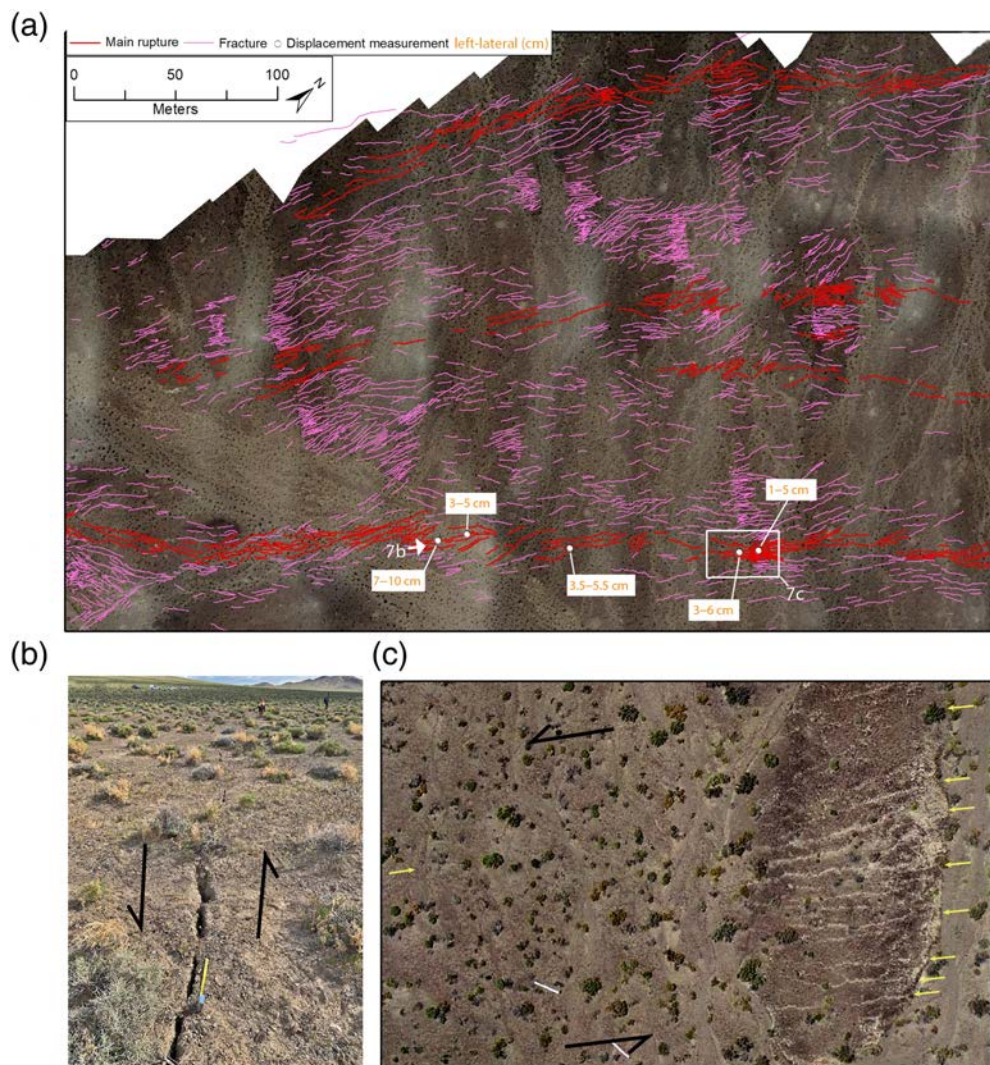 (a)
Main rupture Fracture Displacement measurement left-lateral (cm)
0 50 100
Meters
N
3–5 cm
1–5 cm
7b
7–10 cm
3.5–5.5 cm
3–6 cm
7c
(b)
(c)